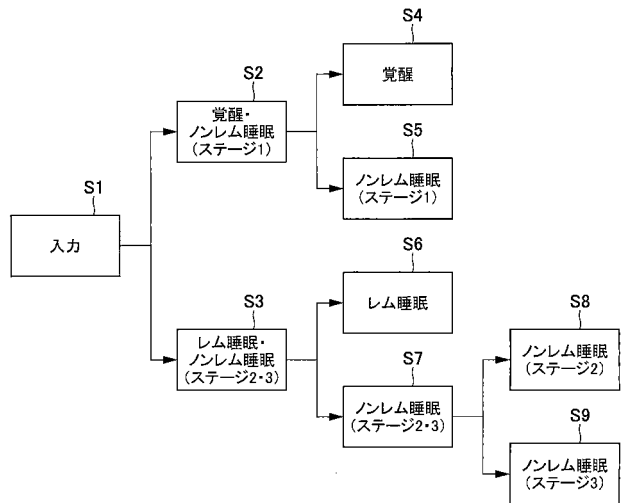 S1
入力
S2
覚醒・
ノンレム睡眠
(ステージ1)
S3
レム睡眠・
ノンレム睡眠
(ステージ2・3)
S4
覚醒
S5
ノンレム睡眠
(ステージ1)
S6
レム睡眠
S7
ノンレム睡眠
(ステージ2・3)
S8
ノンレム睡眠
(ステージ2)
S9
ノンレム睡眠
(ステージ3)